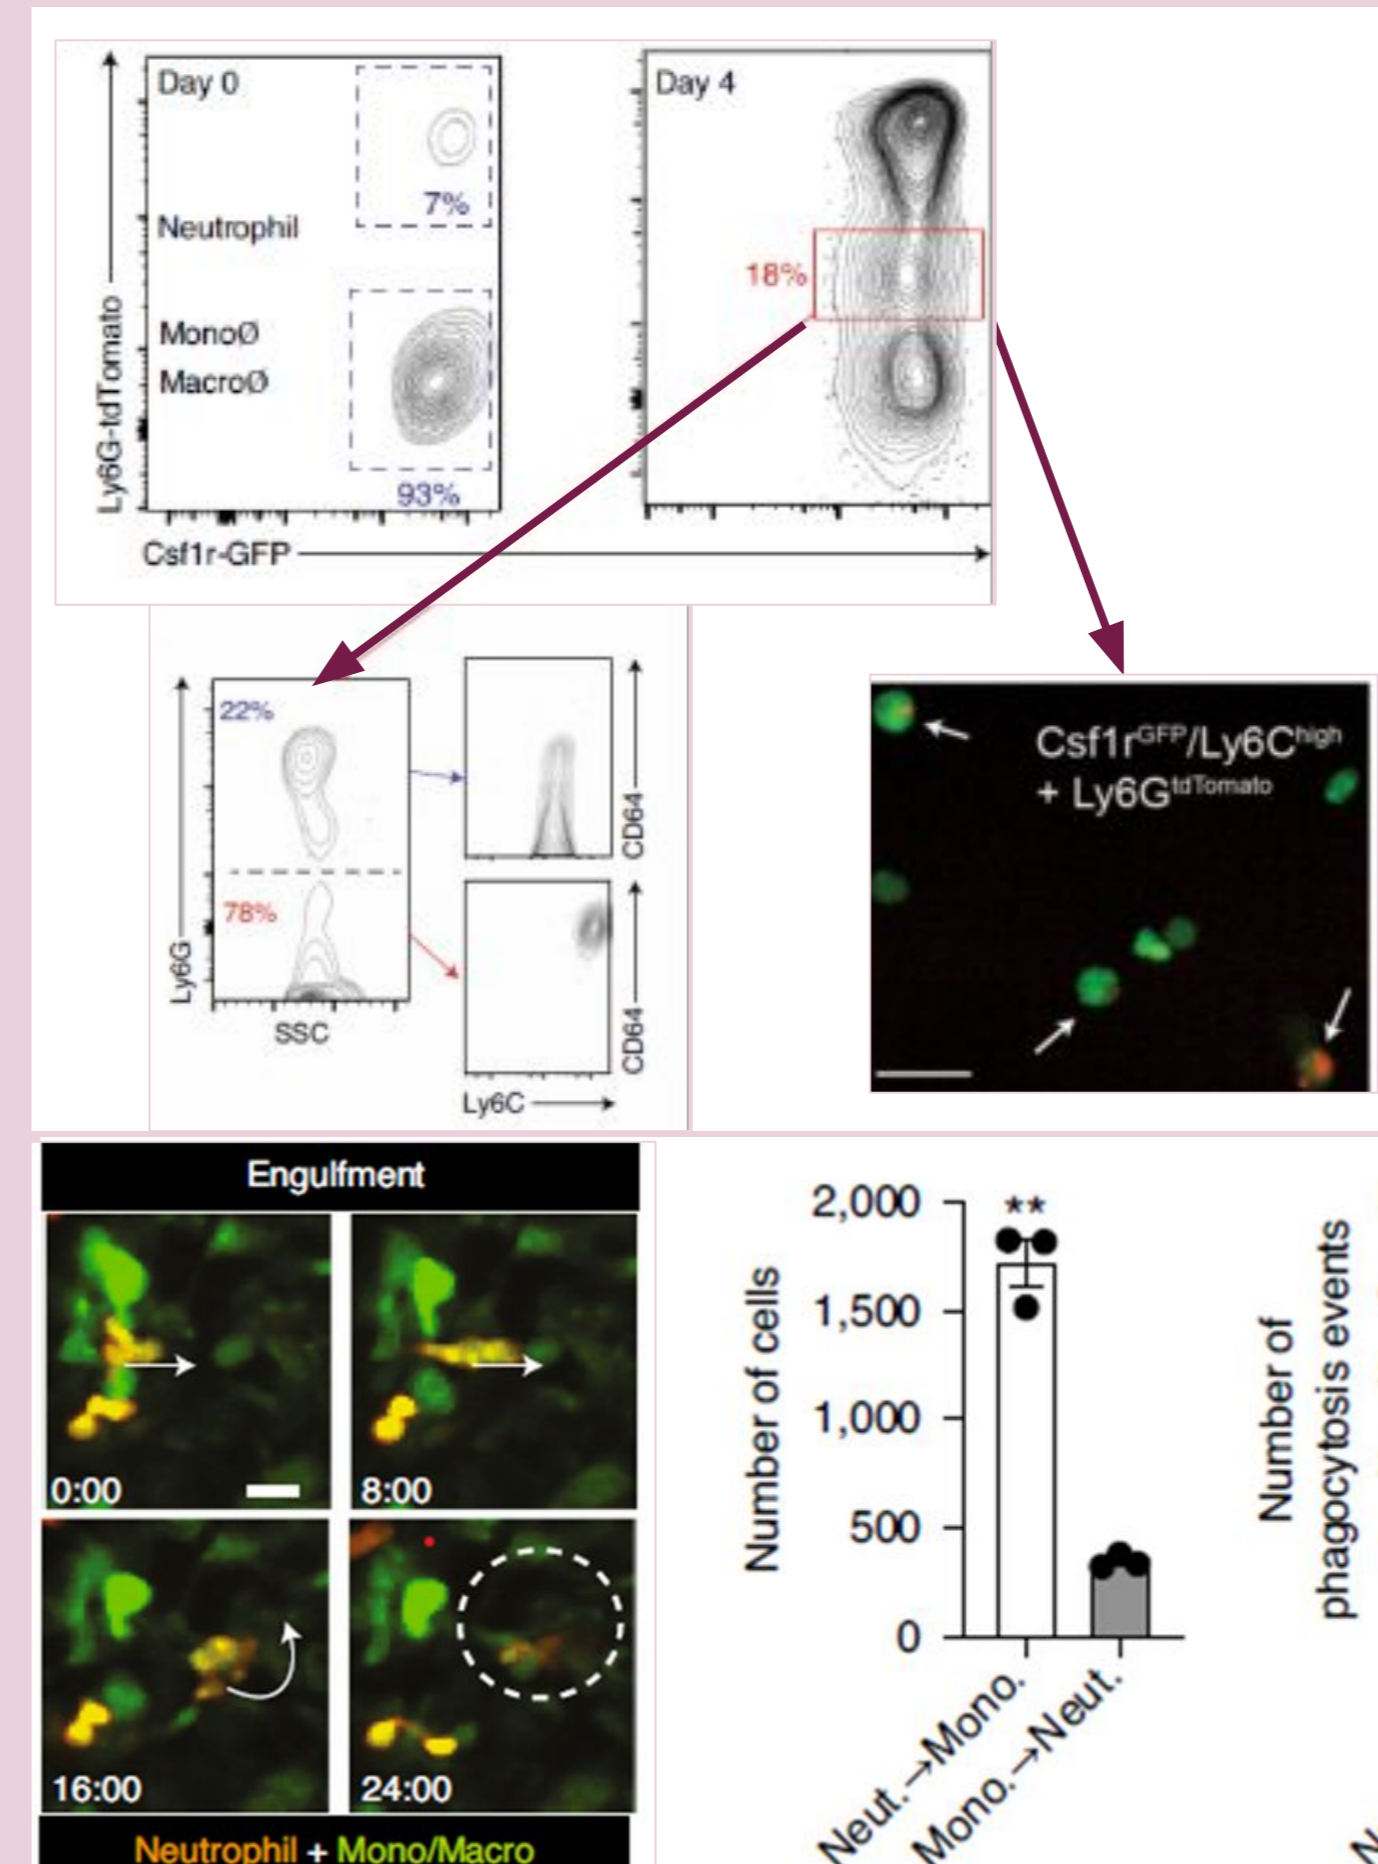 Day 0
7%
Neutrophil
MonoØ
MacroØ
93%
Ly6G-tdTomato
Csf1r-GFP
Day 4
18%
22%
78%
Ly6G
SSC
CD64
CD64
Ly6C
Csf1rGFP/Ly6Chigh
+ Ly6GtdTomato
Engulfment
0:00
8:00
16:00
24:00
Neutrophil + Mono/Macro
Number of cells
2,000
1,500
1,000
500
0
**
Neut.→Mono.
Mono.→Neut.
Number of
phagocytosis events